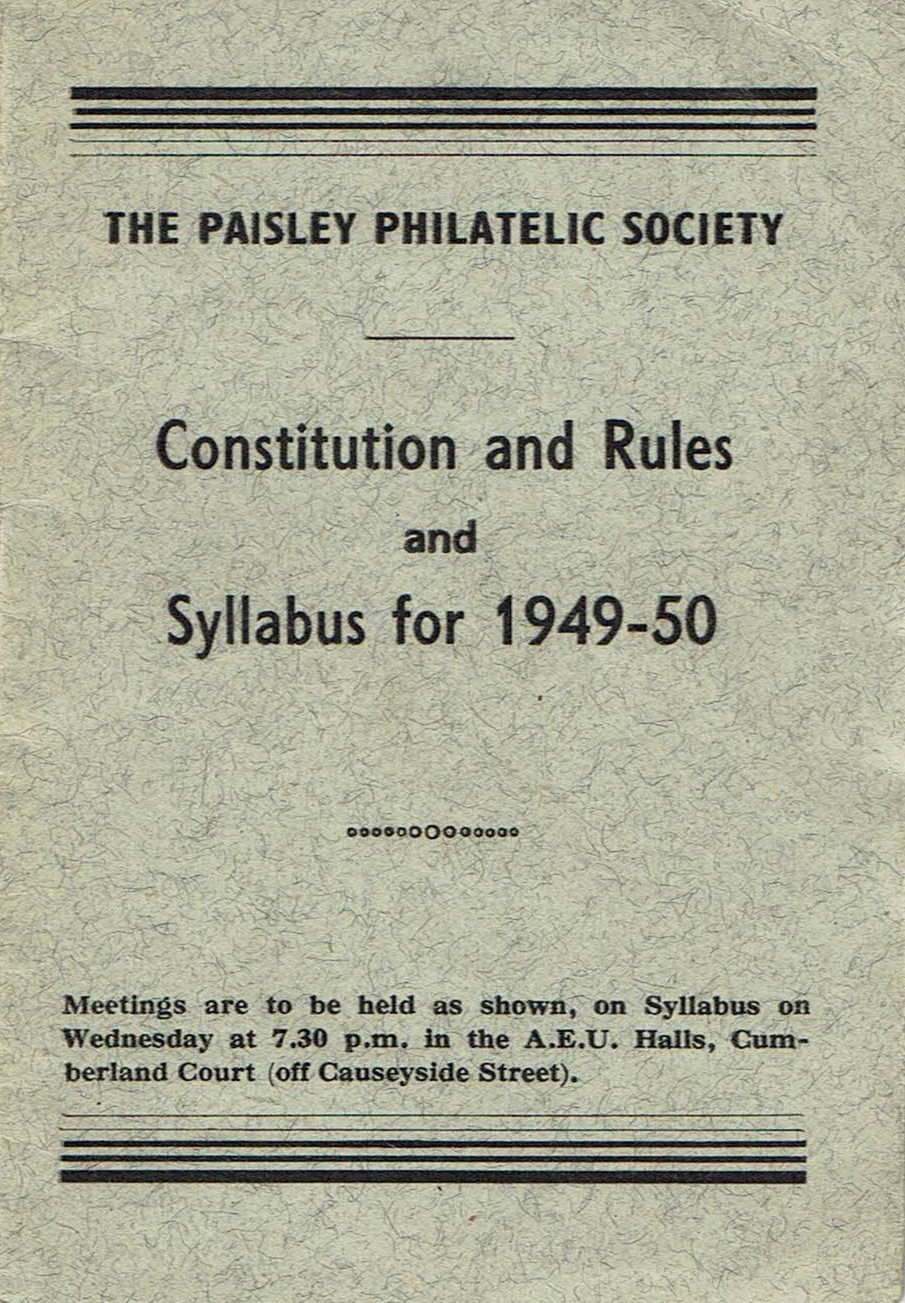 THE PAISLEY PHILATELIC SOCIETY
Constitution and Rules
and
Syllabus for 1949-50
Meetings are to be held as shown, on Syllabus on
Wednesday at 7.30 p.m. in the A.E.U. Halls, Cum-
berland Court (off Causeyside Street).